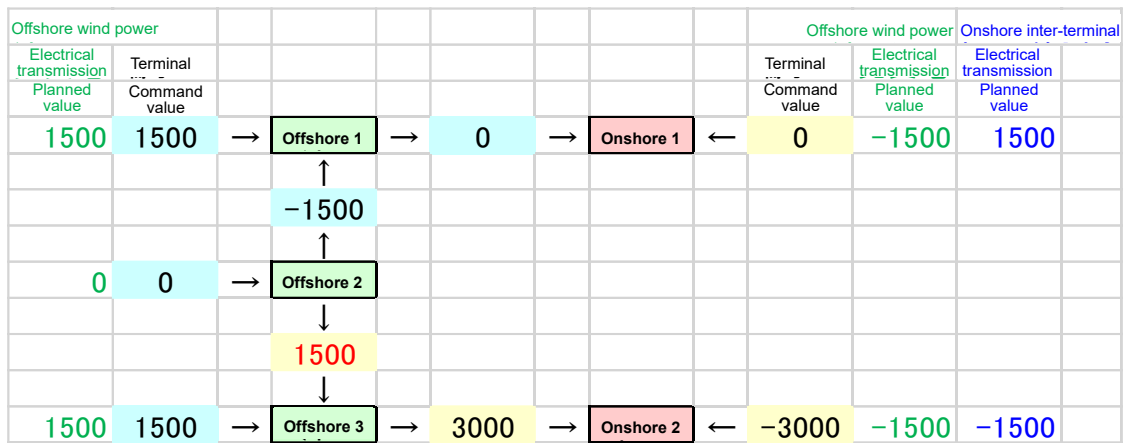 Offshore wind power Offshore wind power Onshore inter-terminal
Electrical Terminal Terminal Electrical Electrical
transmission transmission transmission
Planned Command Command Planned Planned
value value value value value
1500 1500 → Offshore 1 → 0 → Onshore 1 ← 0 −1500 1500
↑
−1500
↑
0 0 → Offshore 2
↓
1500
↓
1500 1500 → Offshore 3 → 3000 → Onshore 2 ← −3000 −1500 −1500